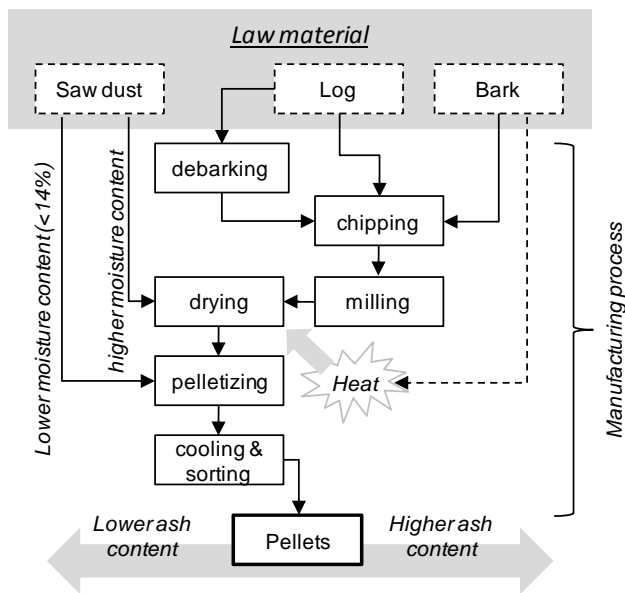 Law material
Saw dust
Log
Bark
debarking
chipping
drying
milling
pelletizing
Heat
cooling &
sorting
Pellets
Lower ash
content
Higher ash
content
Lower moisture content (<14%)
higher moisture content
Manufacturing process